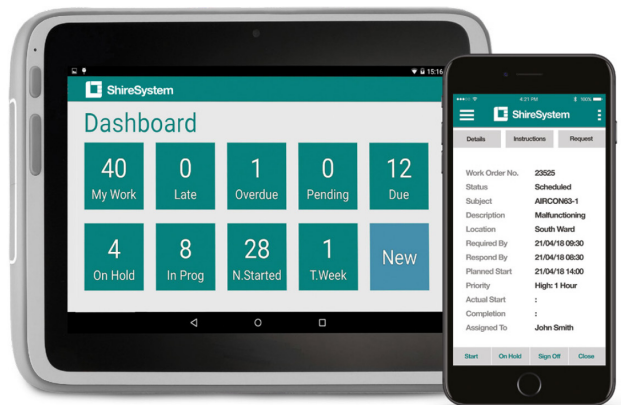 15:16
ShireSystem
Dashboard
40 0 1 0 12
My Work Late Overdue Pending Due
4 8 28 1 New
On Hold In Prog N.Started T.Week
4:21 PM 100%
ShireSystem
Details Instructions Request
Work Order No. 23525
Status Scheduled
Subject AIRCON63-1
Description Malfunctioning
Location South Ward
Required By 21/04/18 09:30
Respond By 21/04/18 08:30
Planned Start 21/04/18 14:00
Priority High: 1 Hour
Actual Start :
Completion :
Assigned To John Smith
Start On Hold Sign Off Close